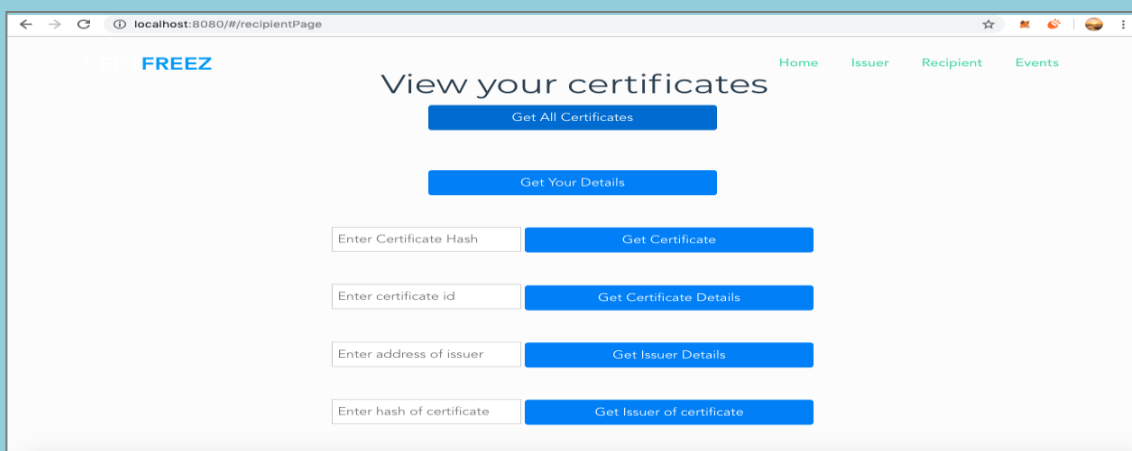 localhost:8080/#/recipientPage
FREEZ
Home Issuer Recipient Events
View your certificates
Get All Certificates
Get Your Details
Enter Certificate Hash Get Certificate
Enter certificate id Get Certificate Details
Enter address of issuer Get Issuer Details
Enter hash of certificate Get Issuer of certificate